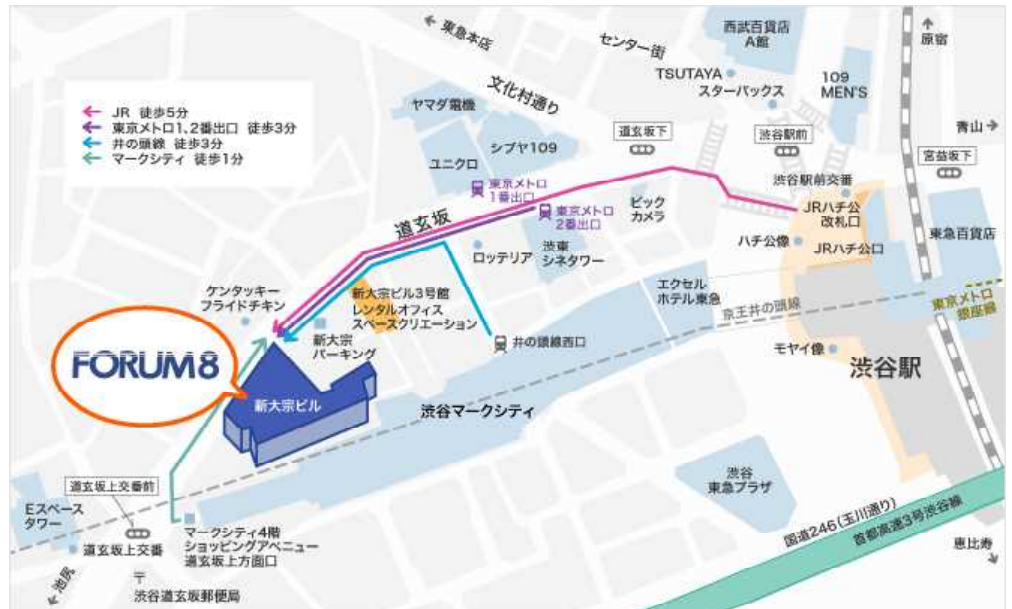 ← 東急本店
センター街
西武百貨店
A館
↑
原宿
TSUTAYA
スターバックス
109
MEN'S
← JR 徒歩5分
← 東京メトロ1、2番出口 徒歩3分
← 井の頭線 徒歩3分
← マークシティ 徒歩1分
ヤマダ電機
文化村通り
青山→
道玄坂下
渋谷駅前
宮益坂下
シブヤ109
ユニクロ
渋谷駅前交番
東京メトロ
1番出口
東京メトロ
2番出口
ビック
カメラ
JRハチ公
改札口
道玄坂
ハチ公像
JRハチ公口
東急百貨店
ロッテリア
渋東
シネタワー
ケンタッキー
フライドチキン
新大宗ビル3号館
レンタルオフィス
スペースクリエーション
エクセル
ホテル東急
京王井の頭線
東京メトロ
銀座線
新大宗
パーキング
井の頭線西口
モヤイ像
渋谷駅
FORUM8
新大宗ビル
渋谷マークシティ
渋谷
東急プラザ
道玄坂上交番前
Eスペース
タワー
道玄坂上交番
マークシティ4階
ショッピングアベニュー
道玄坂上方面口
国道246(玉川通り)
首都高速3号渋谷線
恵比寿
← 池尻
〒
渋谷道玄坂郵便局